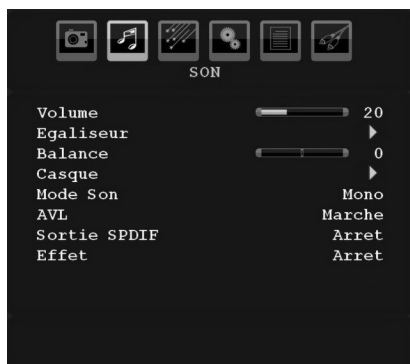 SON
Volume 20
Egaliseur
Balance 0
Casque
Mode Son Mono
AVL Marche
Sortie SPDIF Arret
Effet Arret